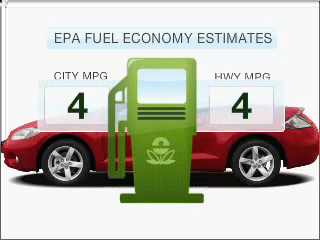 EPA FUEL ECONOMY ESTIMATES
CITY MPG
HWY MPG
4
4